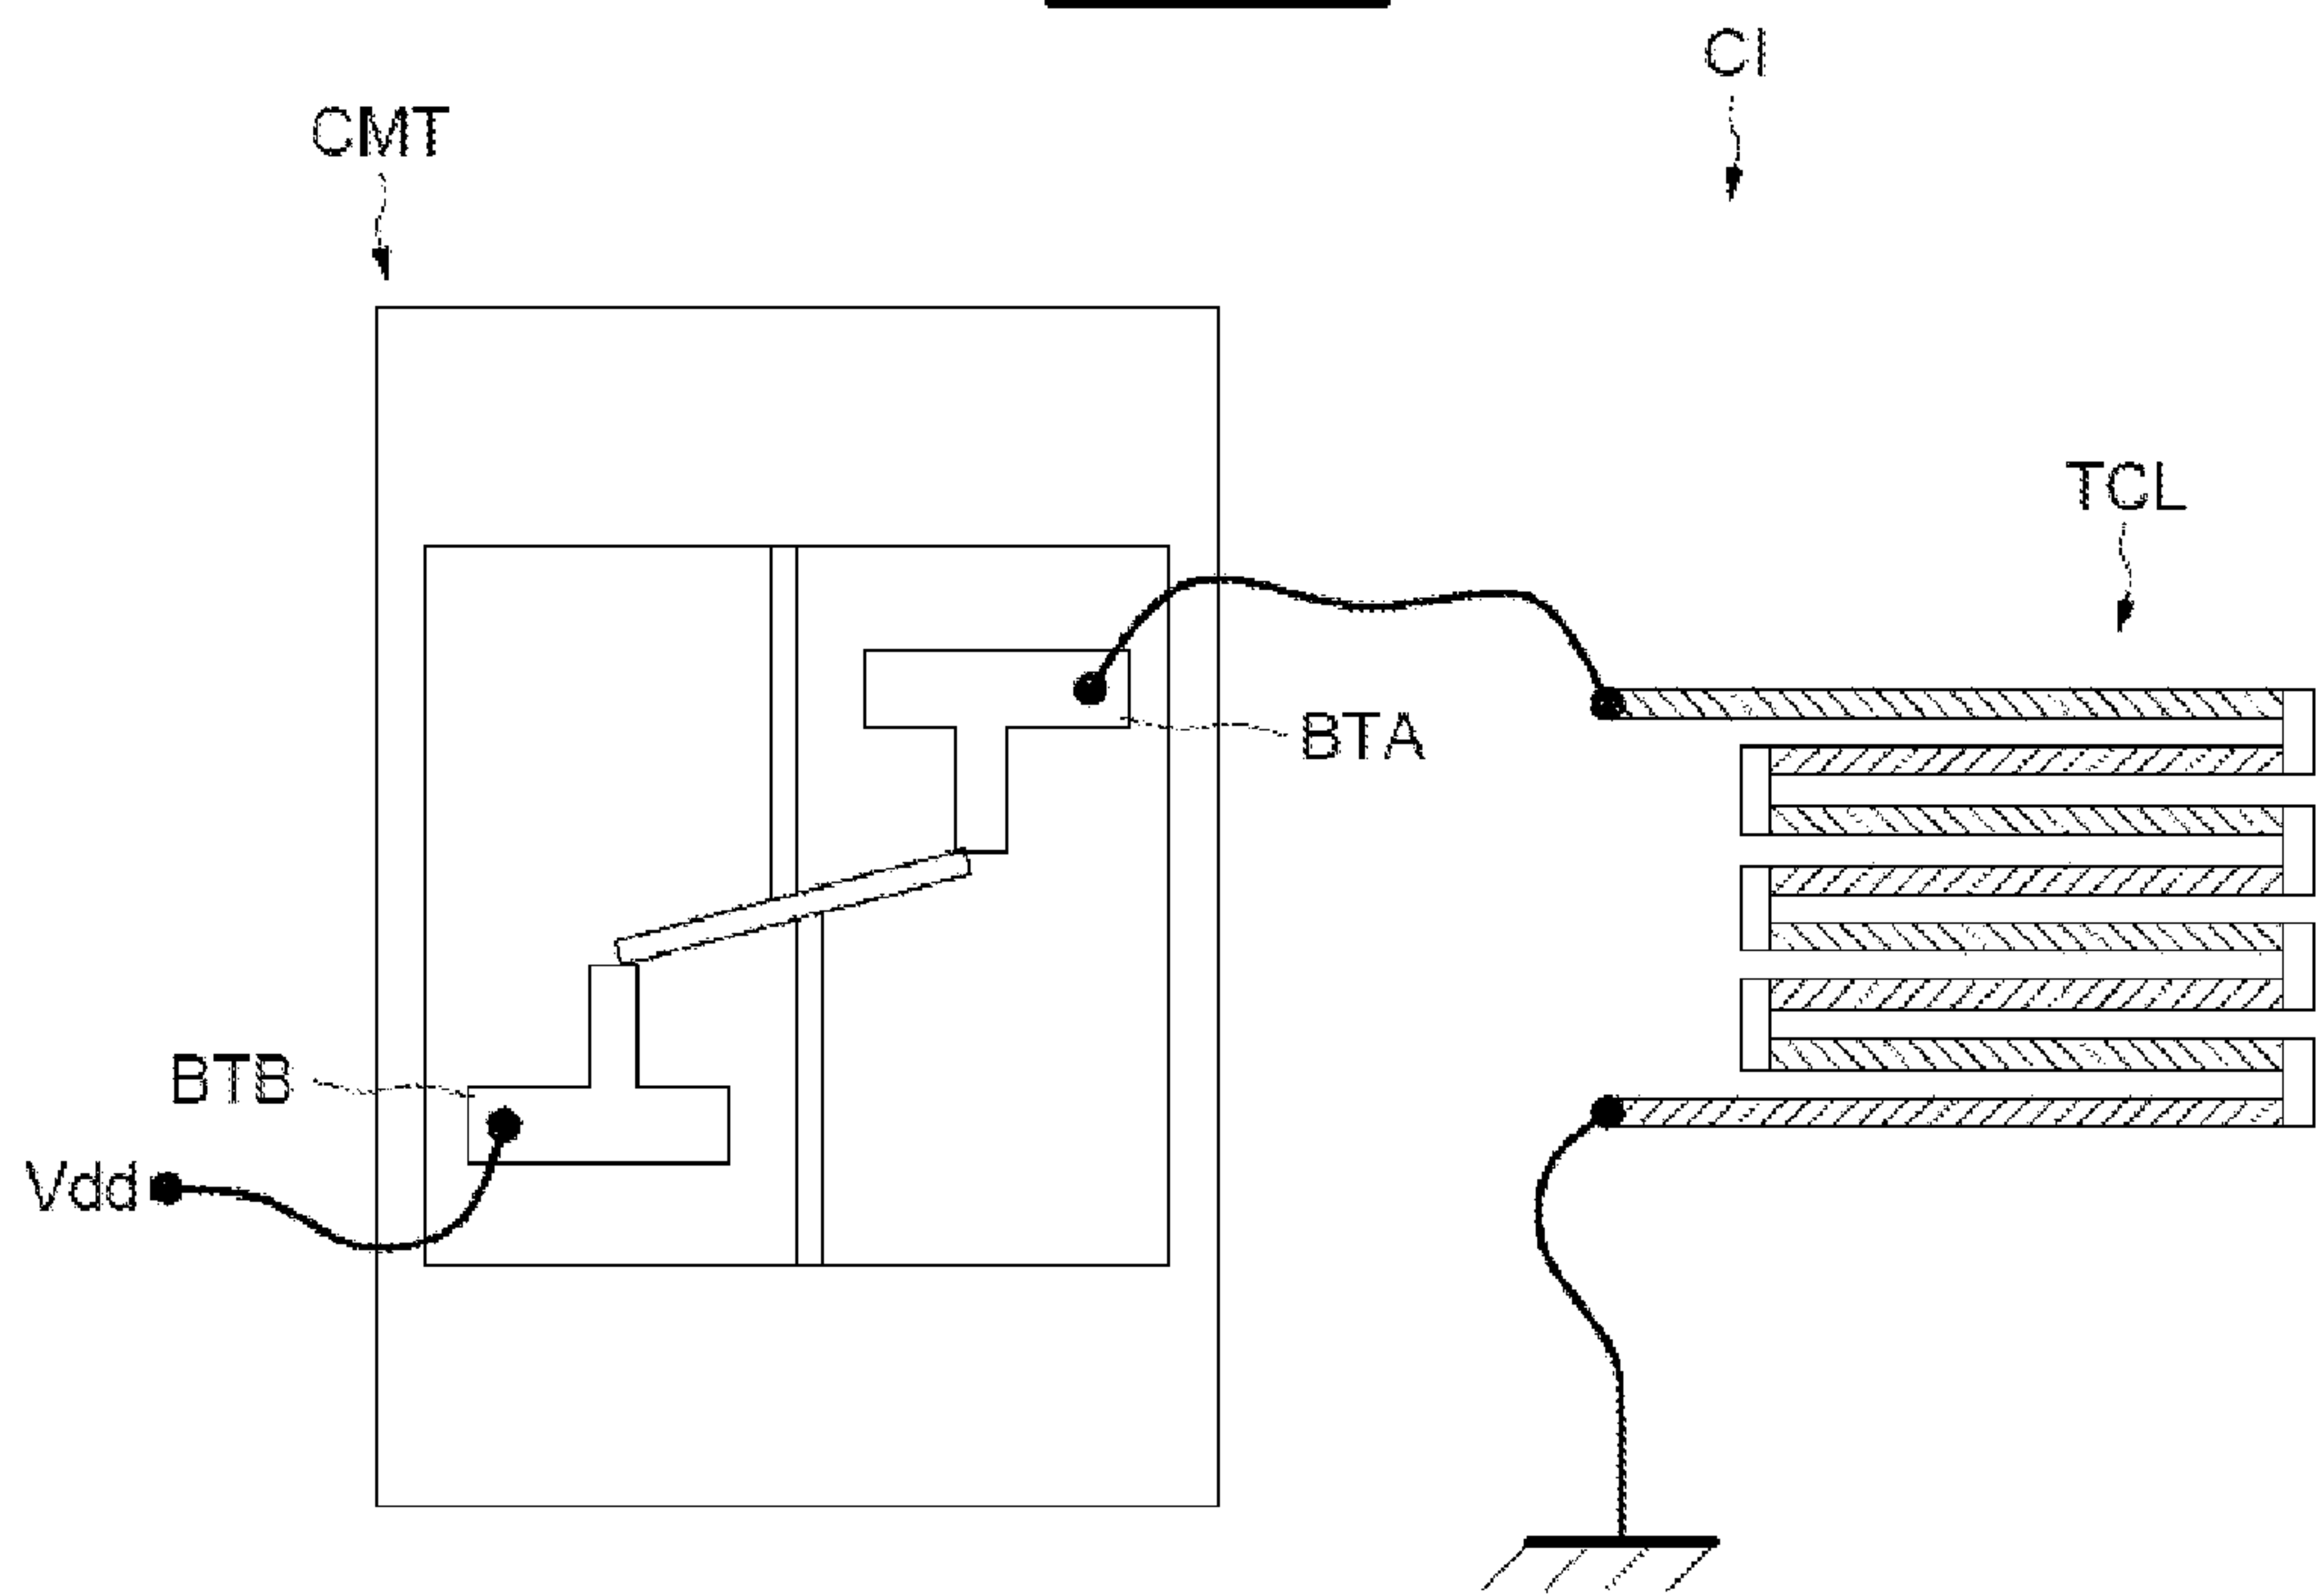 CI
CMT
TCL
BTA
BTB
Vdd